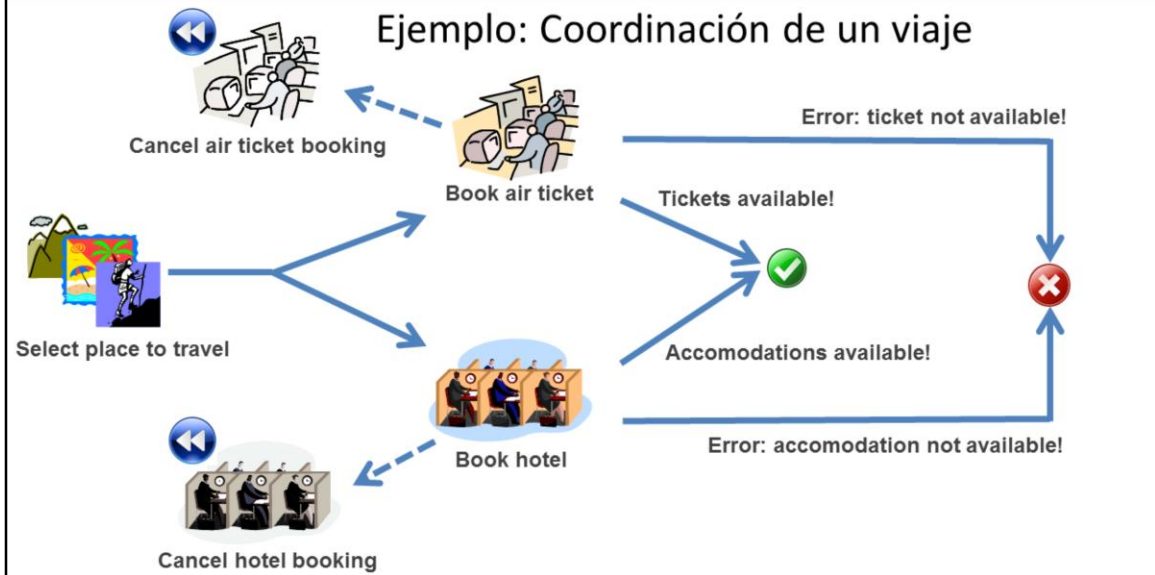 Ejemplo: Coordinación de un viaje
Cancel air ticket booking
Book air ticket
Error: ticket not available!
Tickets available!
Select place to travel
Accomodations available!
Book hotel
Error: accomodation not available!
Cancel hotel booking